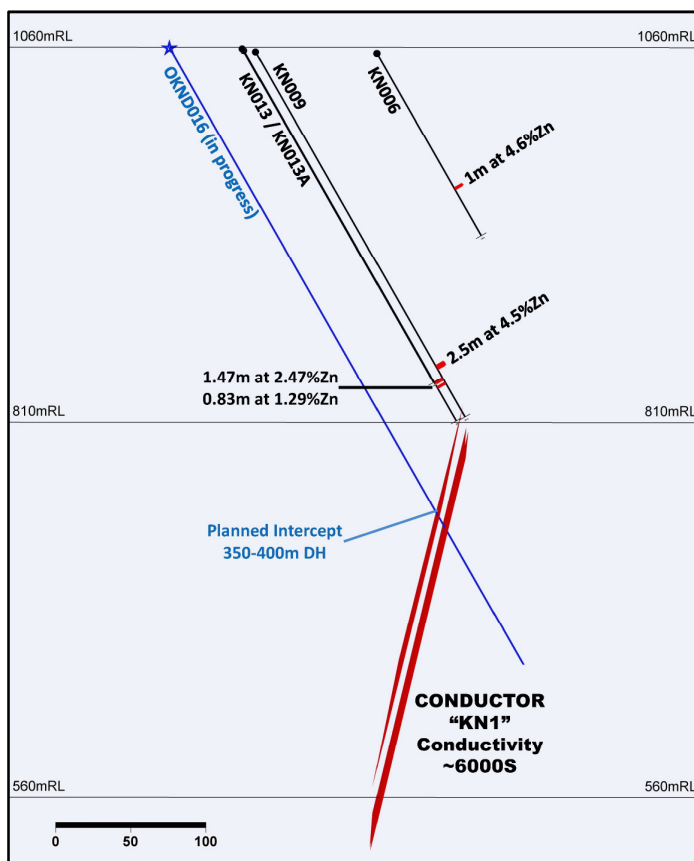 1060mRL
1060mRL
OKND016 (in progress)
KN013 / KN013A
KN009
KN006
1m at 4.6%Zn
2.5m at 4.5%Zn
1.47m at 2.47%Zn
0.83m at 1.29%Zn
810mRL
810mRL
Planned Intercept
350-400m DH
CONDUCTOR
“KN1”
Conductivity
~6000S
560mRL
560mRL
0
50
100